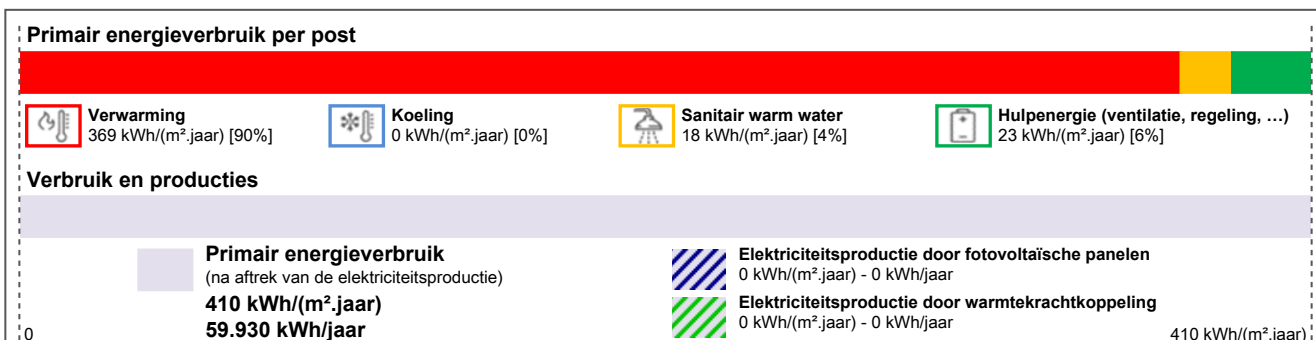 Primair energieverbruik per post
Verwarming
369 kWh/(m².jaar) [90%]
Koeling
0 kWh/(m².jaar) [0%]
Sanitair warm water
18 kWh/(m².jaar) [4%]
Hulpenergie (ventilatie, regeling, …)
23 kWh/(m².jaar) [6%]
Verbruik en producties
Primair energieverbruik
(na aftrek van de elektriciteitsproductie)
410 kWh/(m².jaar)
59.930 kWh/jaar
Elektriciteitsproductie door fotovoltaïsche panelen
0 kWh/(m².jaar) - 0 kWh/jaar
Elektriciteitsproductie door warmtekrachtkoppeling
0 kWh/(m².jaar) - 0 kWh/jaar
0
410 kWh/(m².jaar)